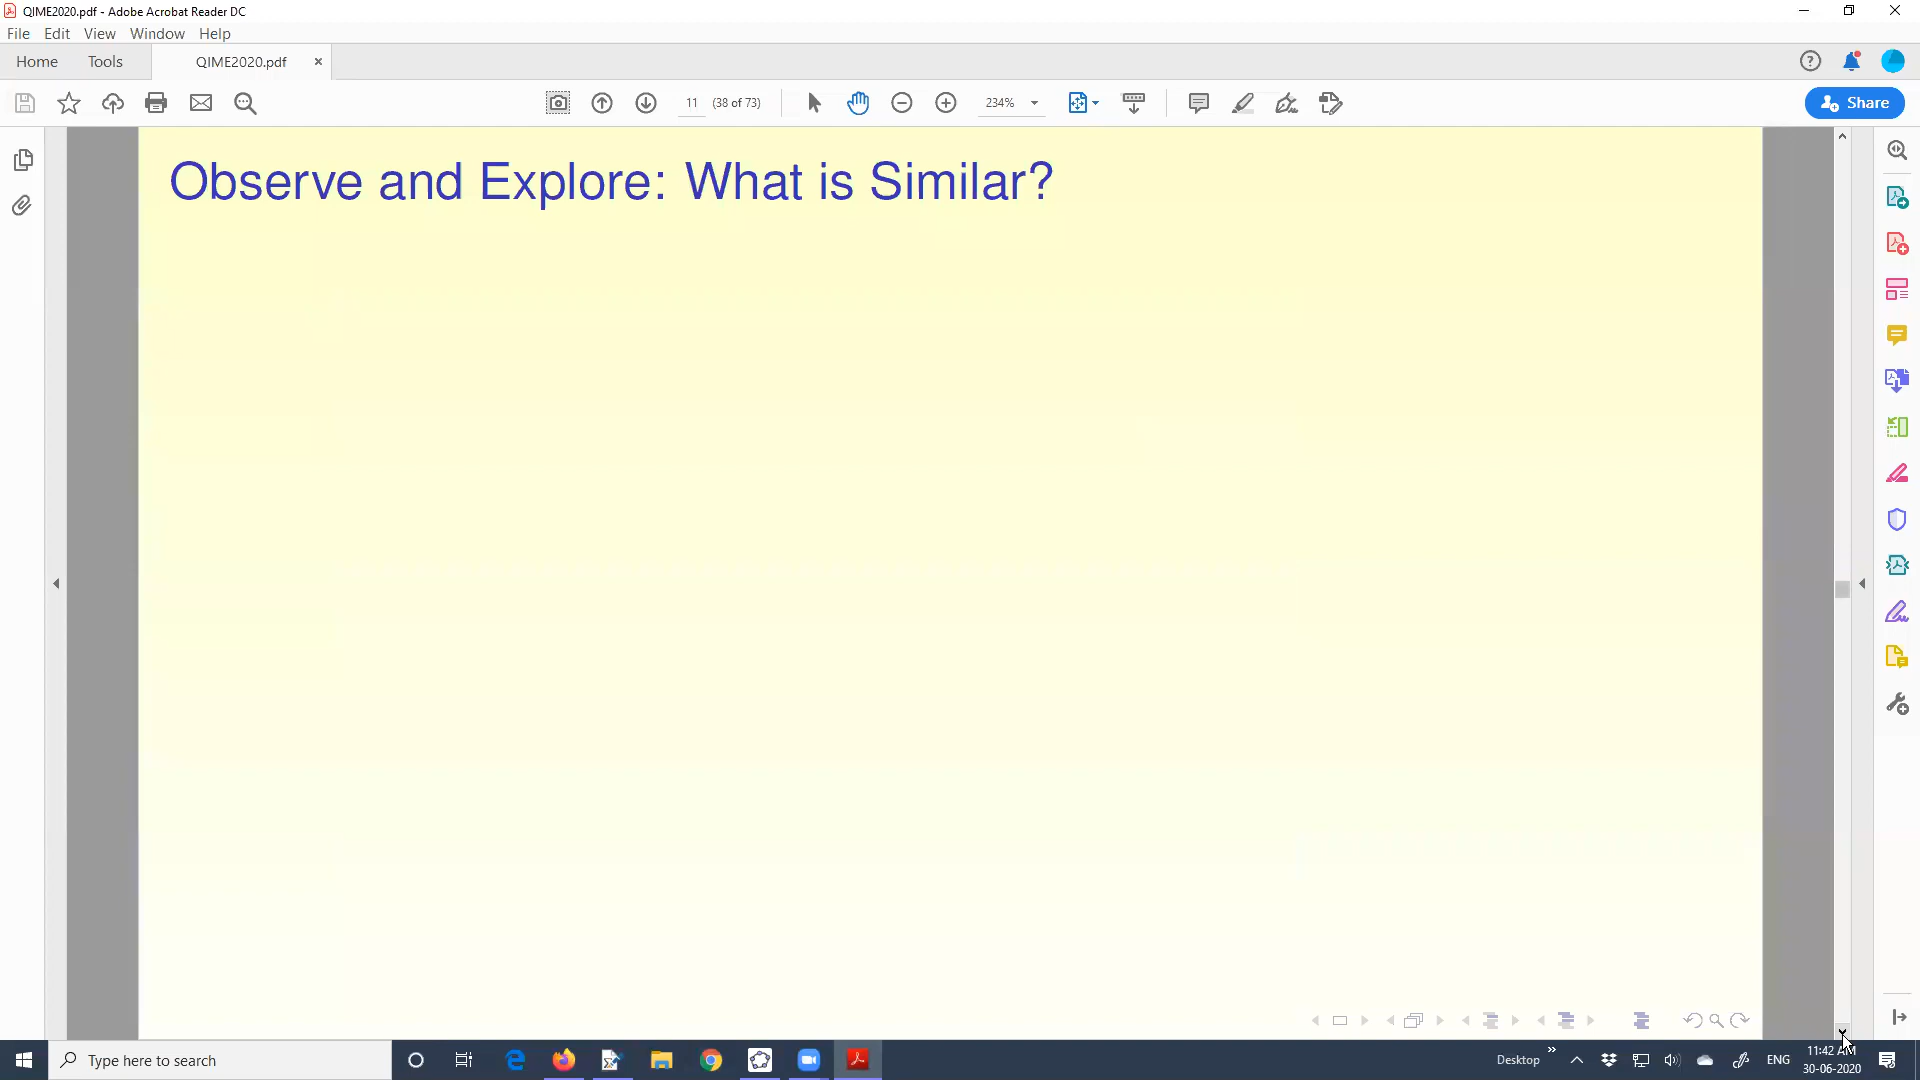 QIME2020.pdf - Adobe Acrobat Reader DC
File Edit View Window Help
Home Tools QIME2020.pdf
11 (38 of 73) 234% Share
Observe and Explore: What is Similar?
Type here to search
Desktop ENG 11:42 AM
30-06-2020